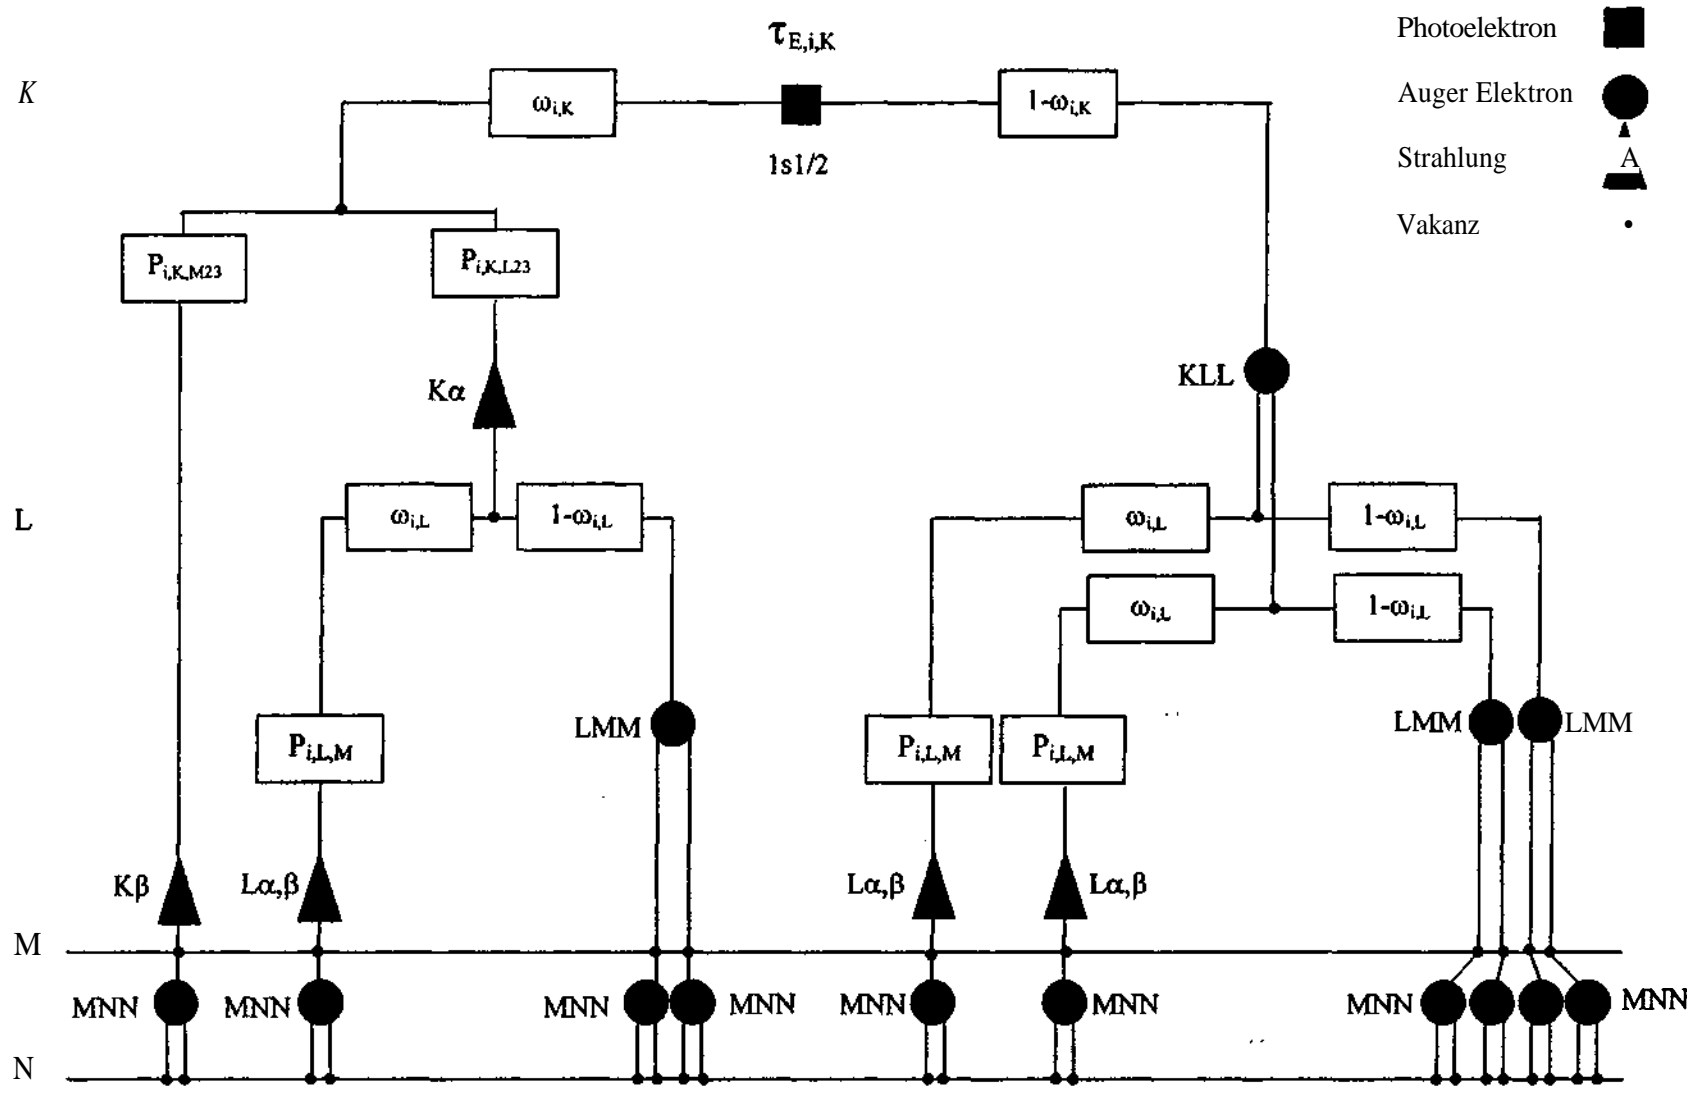 τE,i,K
Photoelektron
K
ωi,K
1-ωi,K
Auger Elektron
1s1/2
Strahlung A
Vakanz
Pi,K,M23
Pi,K,L23
Kα
KLL
L
ωi,L
1-ωi,L
ωi,L
1-ωi,L
ωi,L
1-ωi,L
Pi,L,M
LMM
Pi,L,M
Pi,L,M
LMM
LMM
Kβ
Lα,β
Lα,β
Lα,β
M
MNN
MNN
MNN
MNN
MNN
MNN
MNN
MNN
N